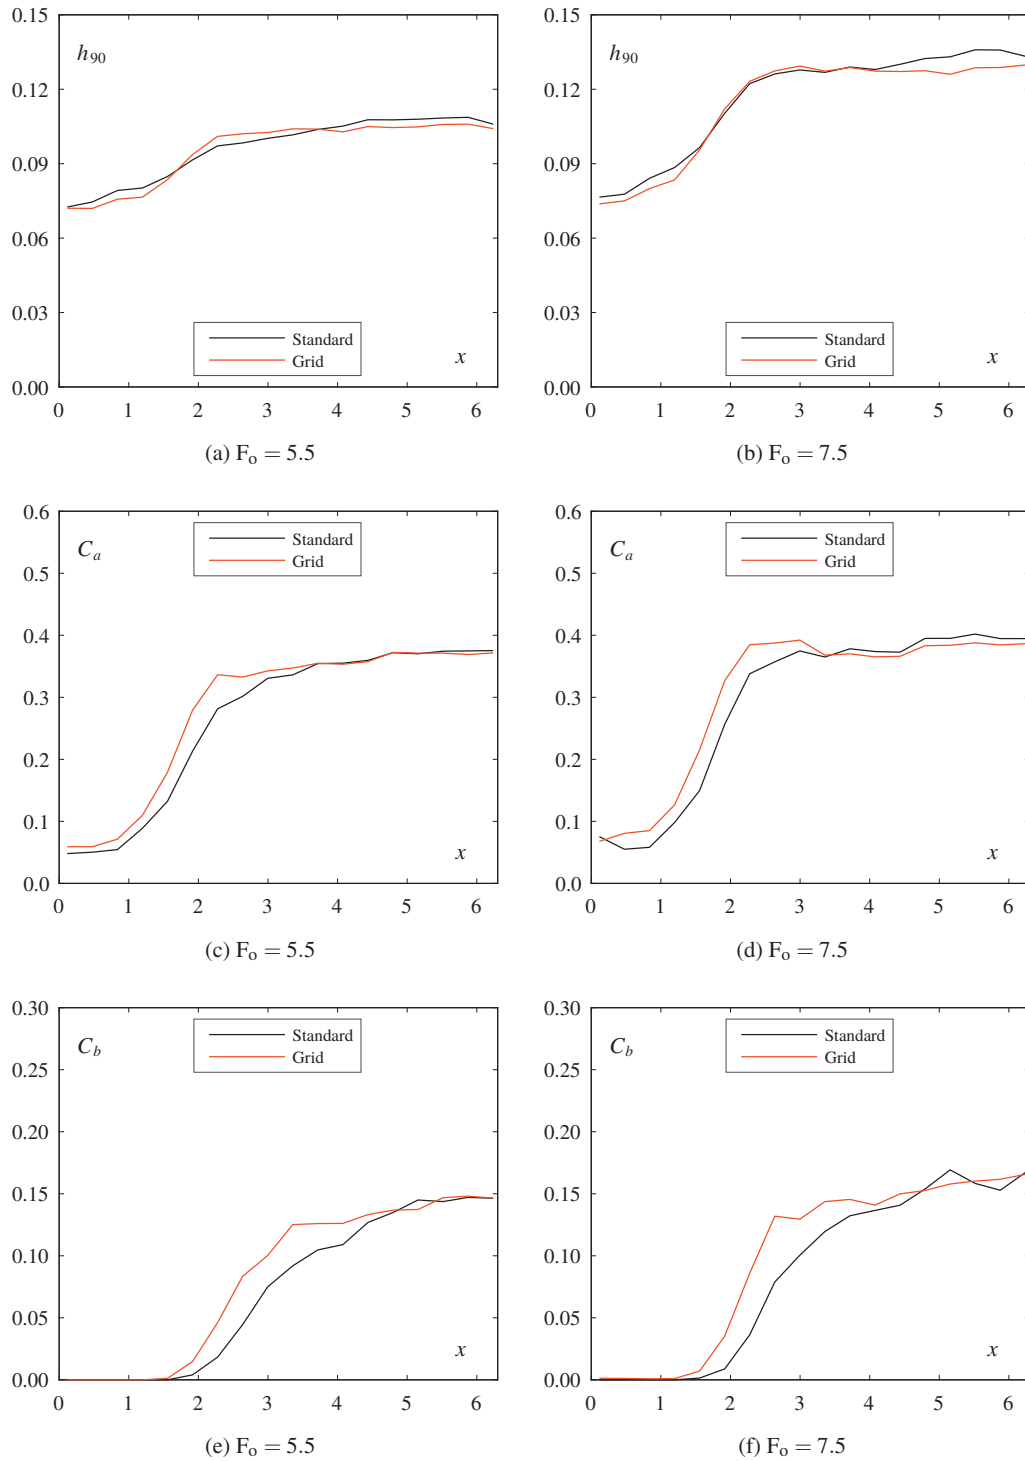 0.15
0.12
0.09
0.06
0.03
0.00
h90
Standard
Grid
x
0 1 2 3 4 5 6
(a) Fo = 5.5
0.15
0.12
0.09
0.06
0.03
0.00
h90
Standard
Grid
x
0 1 2 3 4 5 6
(b) Fo = 7.5
0.6
0.5
0.4
0.3
0.2
0.1
0.0
Ca
Standard
Grid
x
0 1 2 3 4 5 6
(c) Fo = 5.5
0.6
0.5
0.4
0.3
0.2
0.1
0.0
Ca
Standard
Grid
x
0 1 2 3 4 5 6
(d) Fo = 7.5
0.30
0.25
0.20
0.15
0.10
0.05
0.00
Cb
Standard
Grid
x
0 1 2 3 4 5 6
(e) Fo = 5.5
0.30
0.25
0.20
0.15
0.10
0.05
0.00
Cb
Standard
Grid
x
0 1 2 3 4 5 6
(f) Fo = 7.5